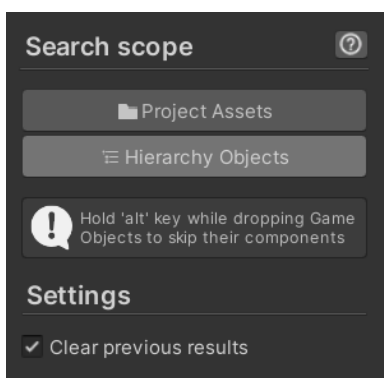 Search scope
Project Assets
Hierarchy Objects
Hold 'alt' key while dropping Game
Objects to skip their components
Settings
Clear previous results